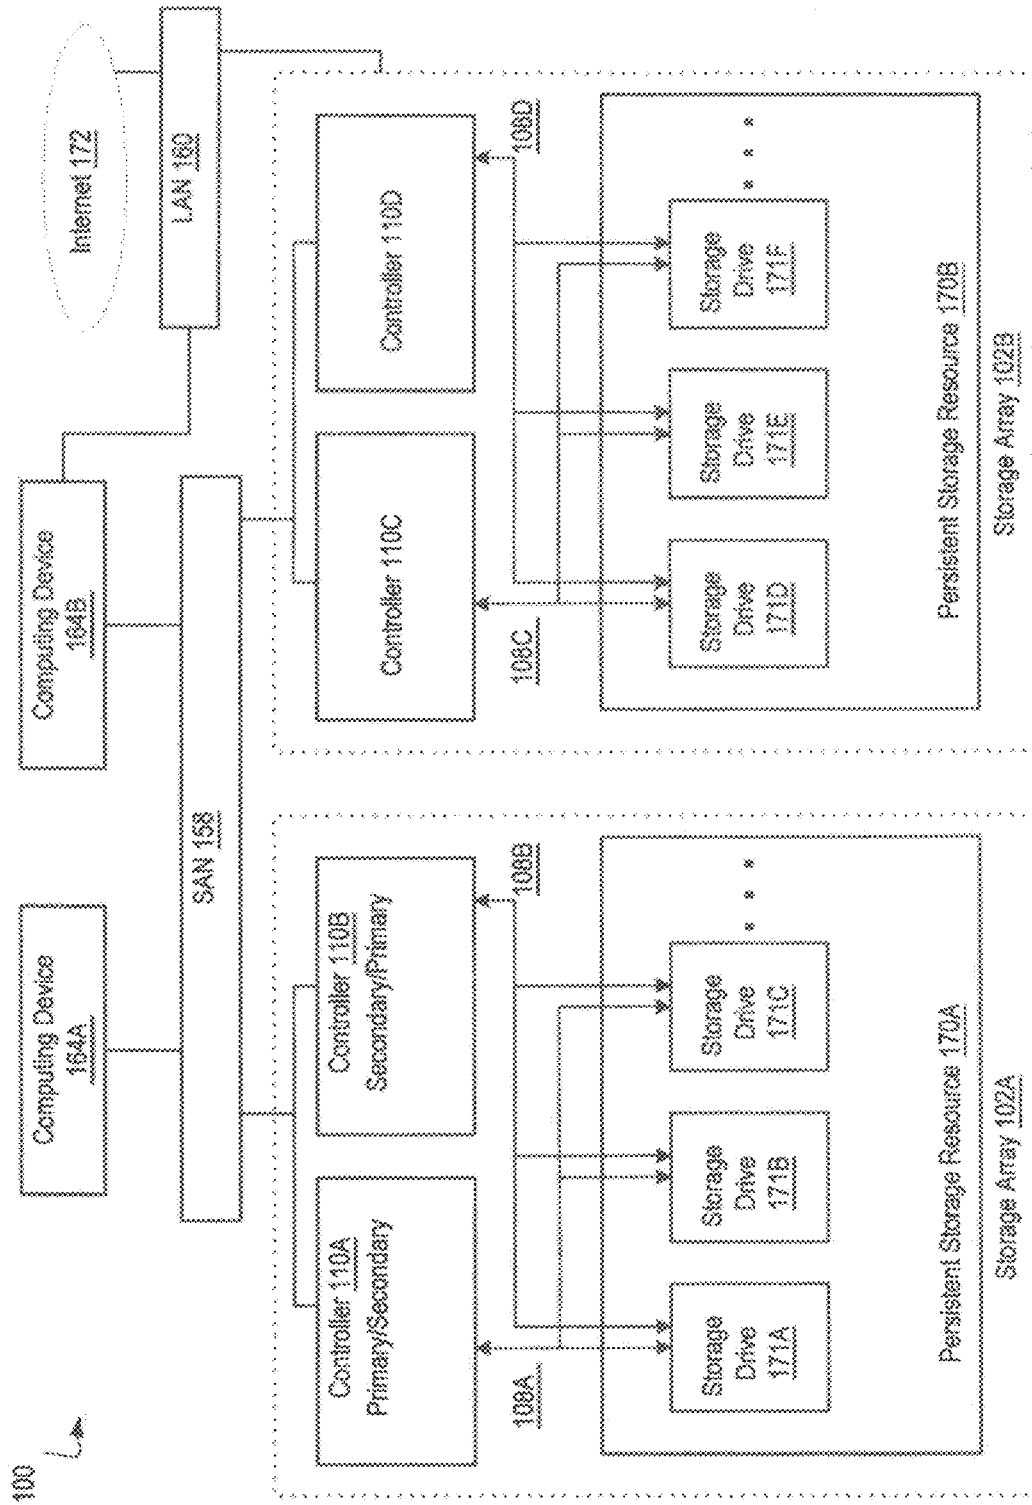 100
Computing Device
164A
Computing Device
164B
Internet 172
SAN 158
LAN 160
Controller 110A
Primary/Secondary
Controller 110B
Secondary/Primary
Controller 110C
Controller 110D
108A
108B
108C
108D
Storage
Drive
171A
Storage
Drive
171B
Storage
Drive
171C
Storage
Drive
171D
Storage
Drive
171E
Storage
Drive
171F
Persistent Storage Resource 170A
Persistent Storage Resource 170B
Storage Array 102A
Storage Array 102B